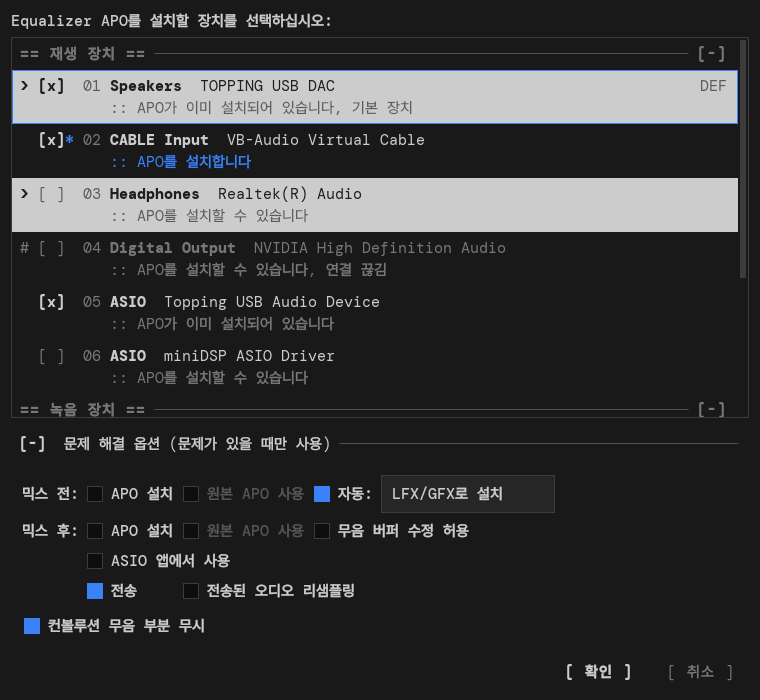 Equalizer APO를 설치할 장치를 선택하십시오:
== 재생 장치 == [-]
> [x] 01 Speakers TOPPING USB DAC DEF
:: APO가 이미 설치되어 있습니다, 기본 장치
[x]* 02 CABLE Input VB-Audio Virtual Cable
:: APO를 설치합니다
> [ ] 03 Headphones Realtek(R) Audio
:: APO를 설치할 수 있습니다
# [ ] 04 Digital Output NVIDIA High Definition Audio
:: APO를 설치할 수 있습니다, 연결 끊김
[x] 05 ASIO Topping USB Audio Device
:: APO가 이미 설치되어 있습니다
[ ] 06 ASIO miniDSP ASIO Driver
:: APO를 설치할 수 있습니다
== 녹음 장치 == [-]
[-] 문제 해결 옵션 (문제가 있을 때만 사용)
믹스 전: APO 설치 원본 APO 사용 자동: LFX/GFX로 설치
믹스 후: APO 설치 원본 APO 사용 무음 버퍼 수정 허용
ASIO 앱에서 사용
전송 전송된 오디오 리샘플링
컨볼루션 무음 부분 무시
[ 확인 ] [ 취소 ]